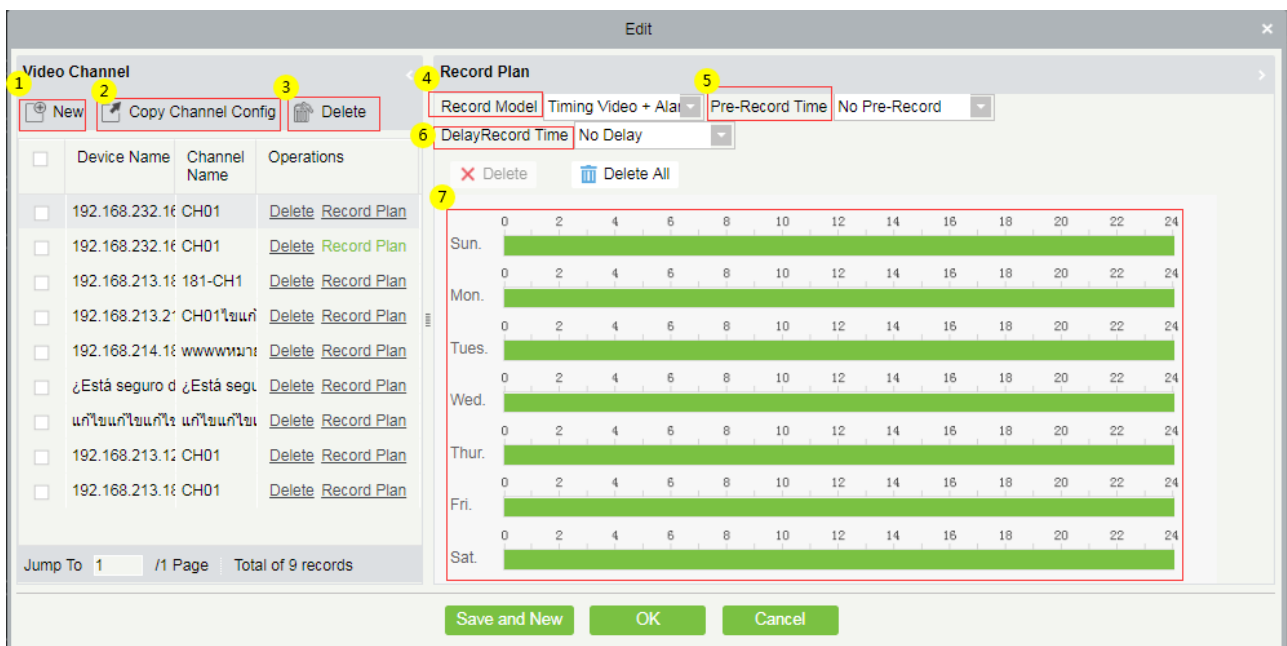 Edit
Video Channel
Record Plan
1
2
3
4
5
New
Copy Channel Config
Delete
Record Model Timing Video + Alar Pre-Record Time No Pre-Record
6
DelayRecord Time No Delay
Device Name Channel Name Operations
Delete Delete All
7
192.168.232.16 CH01 Delete Record Plan
192.168.232.16 CH01 Delete Record Plan
192.168.213.18 181-CH1 Delete Record Plan
192.168.213.21 CH01ไขแก้ Delete Record Plan
192.168.214.18 wwwwหมาย Delete Record Plan
¿Está seguro d ¿Está segu Delete Record Plan
แก้ไขแก้ไขแก้ไข แก้ไขแก้ไขแ Delete Record Plan
192.168.213.12 CH01 Delete Record Plan
192.168.213.18 CH01 Delete Record Plan
Jump To 1 /1 Page Total of 9 records
0 2 4 6 8 10 12 14 16 18 20 22 24
Sun.
0 2 4 6 8 10 12 14 16 18 20 22 24
Mon.
0 2 4 6 8 10 12 14 16 18 20 22 24
Tues.
0 2 4 6 8 10 12 14 16 18 20 22 24
Wed.
0 2 4 6 8 10 12 14 16 18 20 22 24
Thur.
0 2 4 6 8 10 12 14 16 18 20 22 24
Fri.
0 2 4 6 8 10 12 14 16 18 20 22 24
Sat.
Save and New OK Cancel